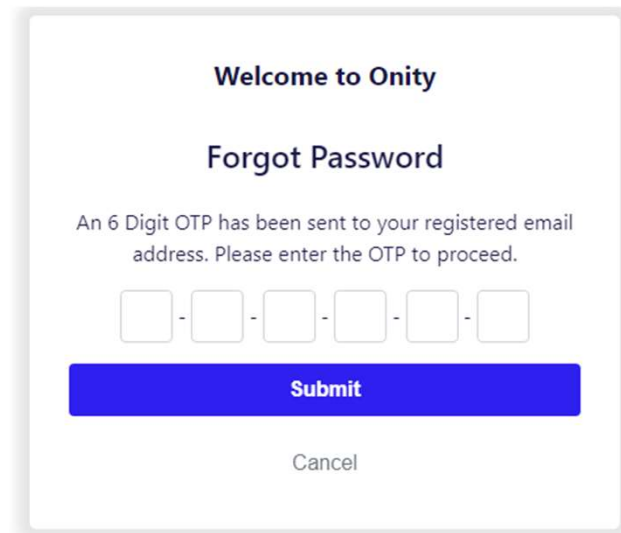 Welcome to Onity
Forgot Password
An 6 Digit OTP has been sent to your registered email
address. Please enter the OTP to proceed.
- - - - -
Submit
Cancel